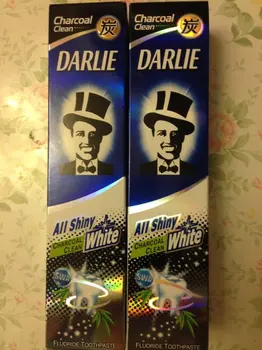 Charcoal
Clean
炭
DARLIE
All Shiny
White
CHARCOAL
CLEAN
FLUORIDE TOOTHPASTE
Charcoal
Clean
炭
DARLIE
All Shiny
White
CHARCOAL
CLEAN
FLUORIDE TOOTHPASTE